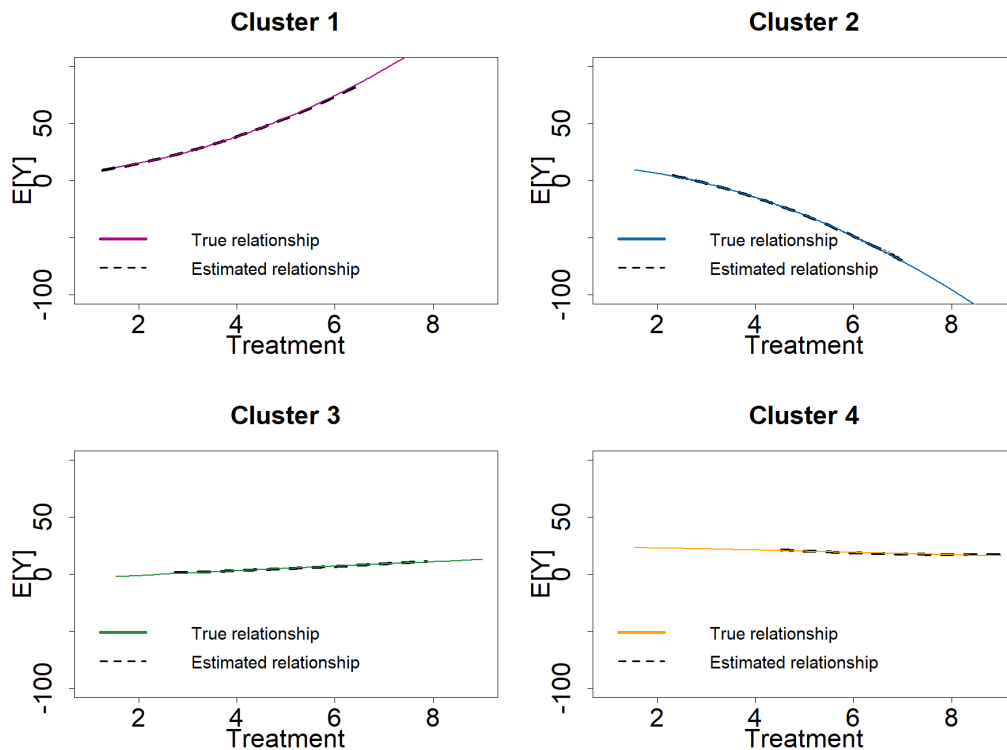 Cluster 1
E[Y]
50
0
-100
True relationship
Estimated relationship
2 4 6 8
Treatment
Cluster 2
E[Y]
50
0
-100
True relationship
Estimated relationship
2 4 6 8
Treatment
Cluster 3
E[Y]
50
0
-100
True relationship
Estimated relationship
2 4 6 8
Treatment
Cluster 4
E[Y]
50
0
-100
True relationship
Estimated relationship
2 4 6 8
Treatment